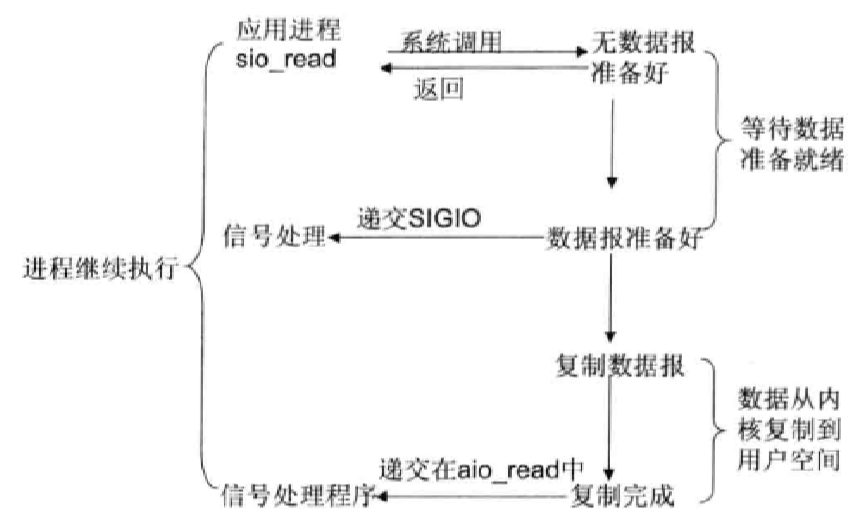 应用进程
sio_read
系统调用
返回
无数据报
准备好
等待数据
准备就绪
信号处理
递交SIGIO
数据报准备好
进程继续执行
复制数据报
数据从内
核复制到
用户空间
信号处理程序
递交在aio_read中
复制完成